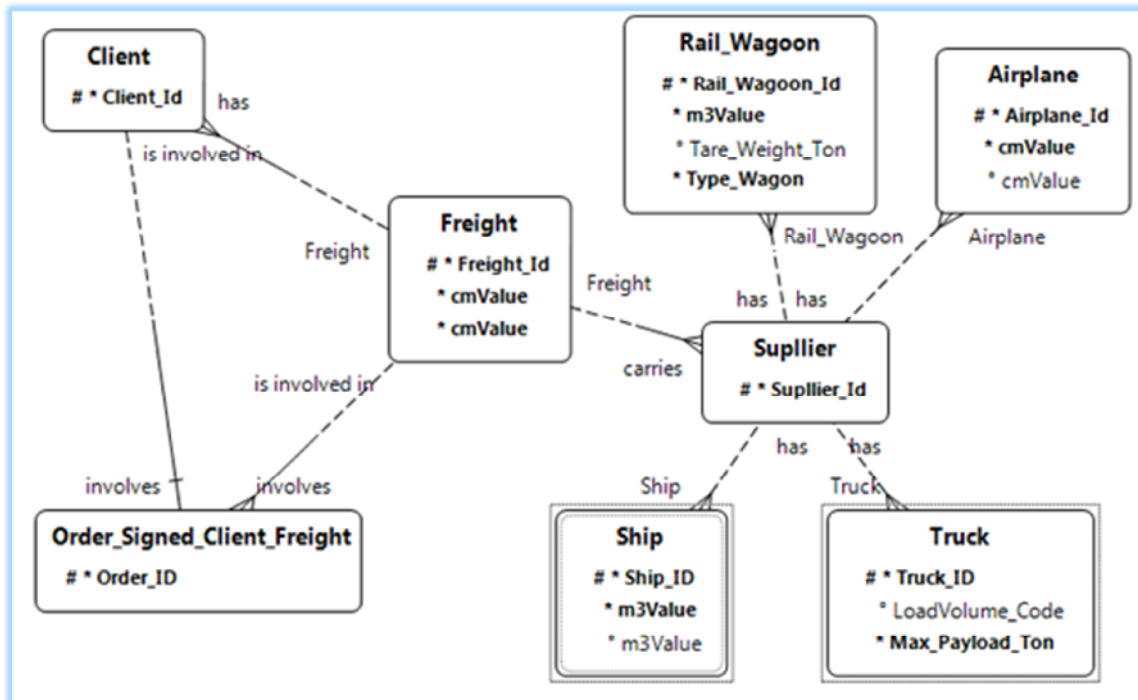 Client
# * Client_Id
has
is involved in
Rail_Wagoon
# * Rail_Wagoon_Id
* m3Value
° Tare_Weight_Ton
* Type_Wagon
Airplane
# * Airplane_Id
* cmValue
° cmValue
Freight
# * Freight_Id
* cmValue
* cmValue
Freight
Freight
Rail_Wagoon
Airplane
has
has
carries
Supllier
# * Supllier_Id
is involved in
has
has
involves
involves
Ship
Truck
Order_Signed_Client_Freight
# * Order_ID
Ship
# * Ship_ID
* m3Value
° m3Value
Truck
# * Truck_ID
° LoadVolume_Code
* Max_Payload_Ton